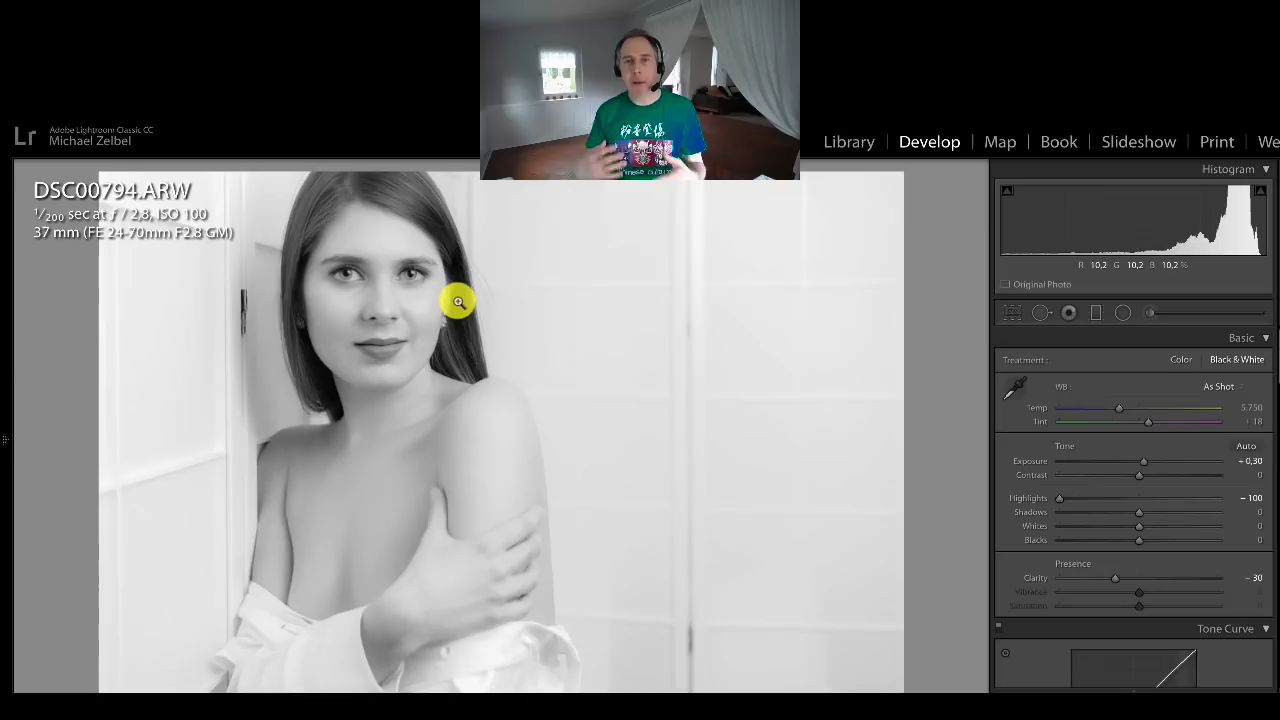 Lr
Adobe Lightroom Classic CC
Michael Zelbel
Library | Develop | Map | Book | Slideshow | Print | We
DSC00794.ARW
1/200 sec at ƒ / 2,8, ISO 100
37 mm (FE 24-70mm F2.8 GM)
Histogram
R 10,2 G 10,2 B 10,2 %
Original Photo
Basic
Treatment : Color Black & White
WB : As Shot
Temp 5.750
Tint + 18
Tone Auto
Exposure + 0,30
Contrast 0
Highlights − 100
Shadows 0
Whites 0
Blacks 0
Presence
Clarity − 30
Vibrance
Saturation
Tone Curve